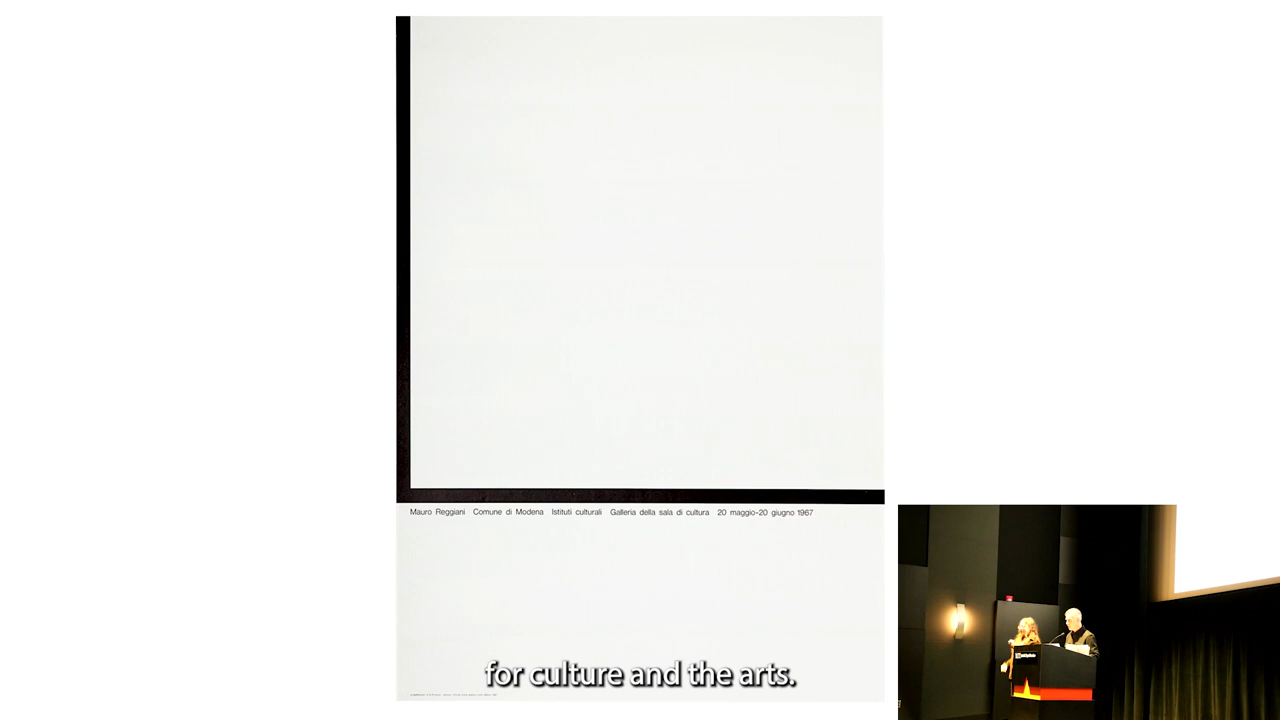 Mauro Reggiani Comune di Modena Istituti culturali Galleria della sala di cultura 20 maggio-20 giugno 1967
for culture and the arts.